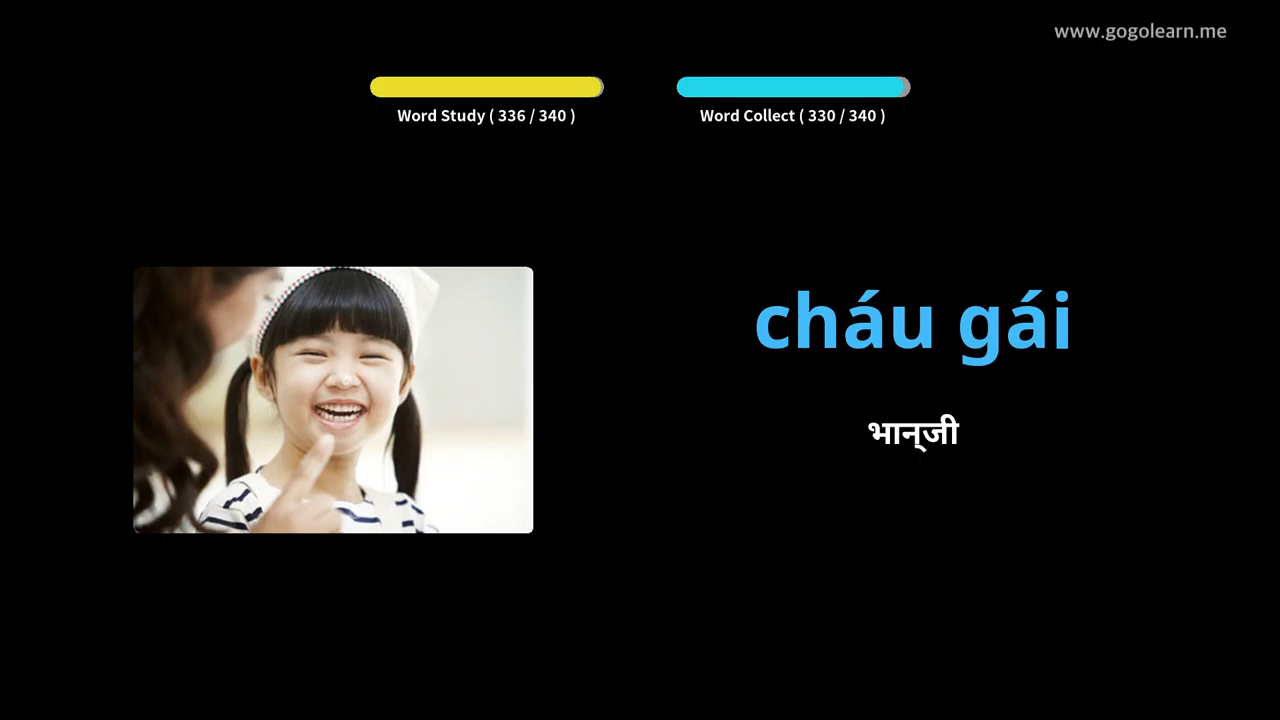 www.gogolearn.me
Word Study ( 336 / 340 )
Word Collect ( 330 / 340 )
cháu gái
भान्‌जी